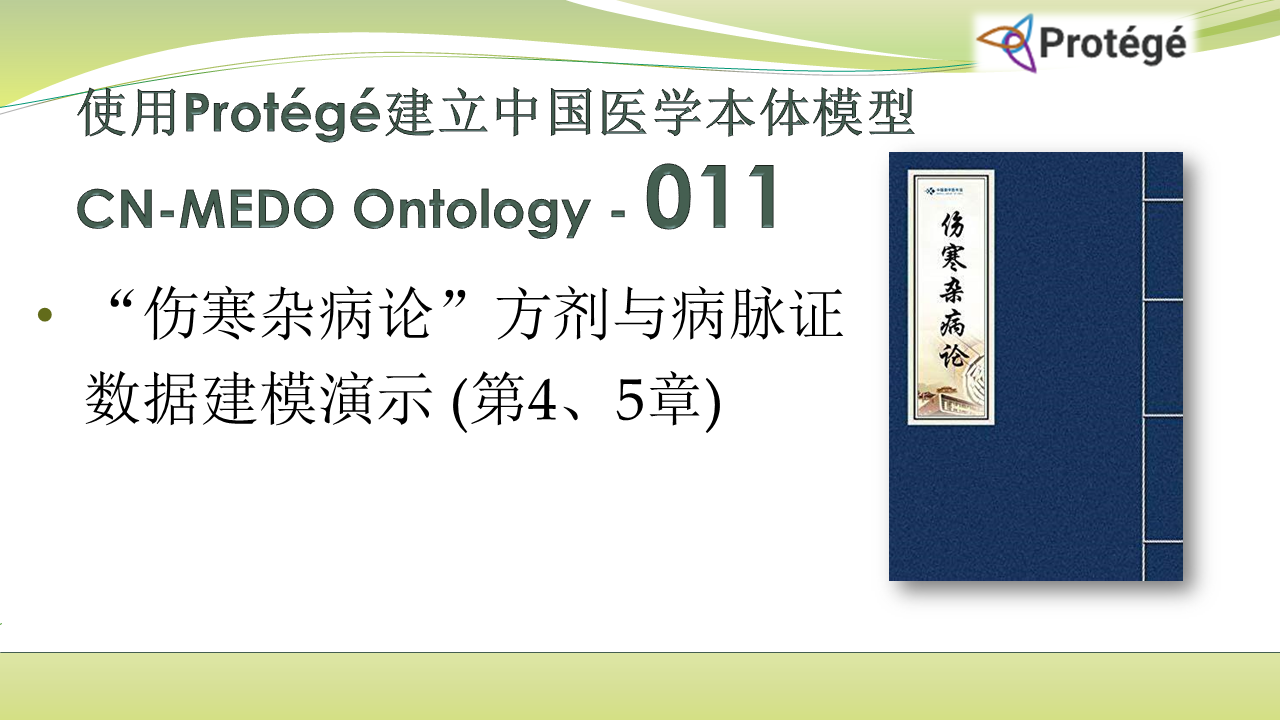 Protégé
使用Protégé建立中国医学本体模型
CN-MEDO Ontology - 011
• “伤寒杂病论”方剂与病脉证
数据建模演示 (第4、5章)
伤寒杂病论